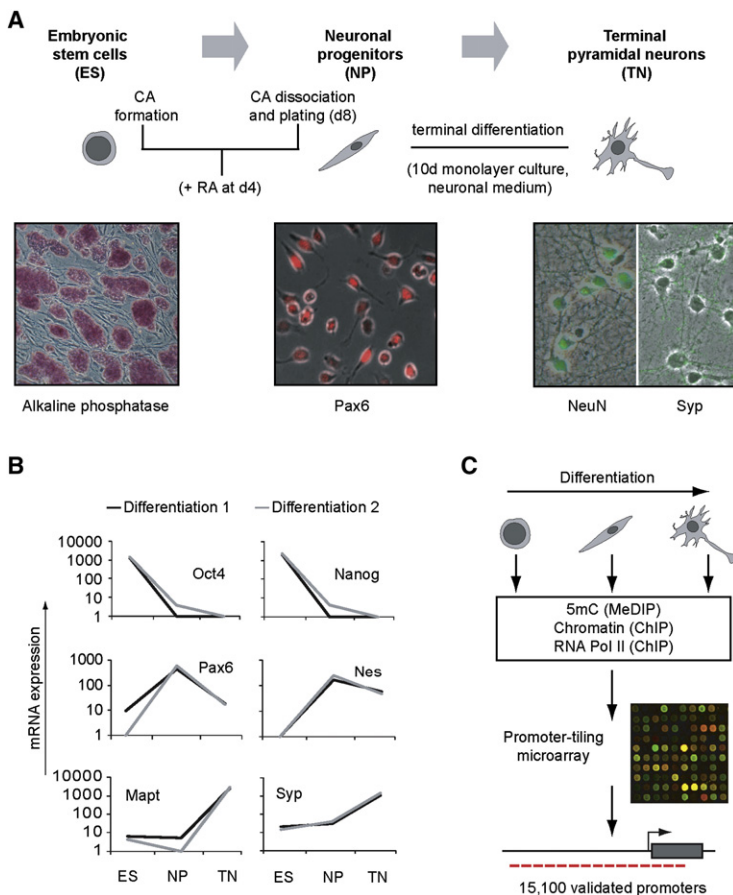 A
Embryonic
stem cells
(ES)
Neuronal
progenitors
(NP)
Terminal
pyramidal neurons
(TN)
CA
formation
CA dissociation
and plating (d8)
(+ RA at d4)
terminal differentiation
(10d monolayer culture,
neuronal medium)
Alkaline phosphatase
Pax6
NeuN
Syp
B
Differentiation 1
Differentiation 2
mRNA expression
10000
1000
100
10
1
Oct4
Nanog
1000
100
10
1
Pax6
Nes
10000
1000
100
10
1
Mapt
Syp
ES NP TN
ES NP TN
C
Differentiation
5mC (MeDIP)
Chromatin (ChIP)
RNA Pol II (ChIP)
Promoter-tiling
microarray
15,100 validated promoters